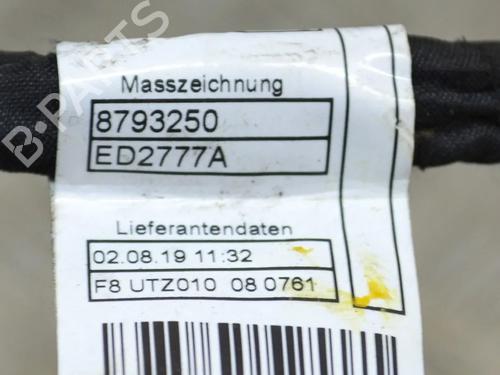 B-PARTS
Masszeichnung
8793250
ED2777A
Lieferantendaten
02.08.19 11:32
F8 UTZ010 08 0761